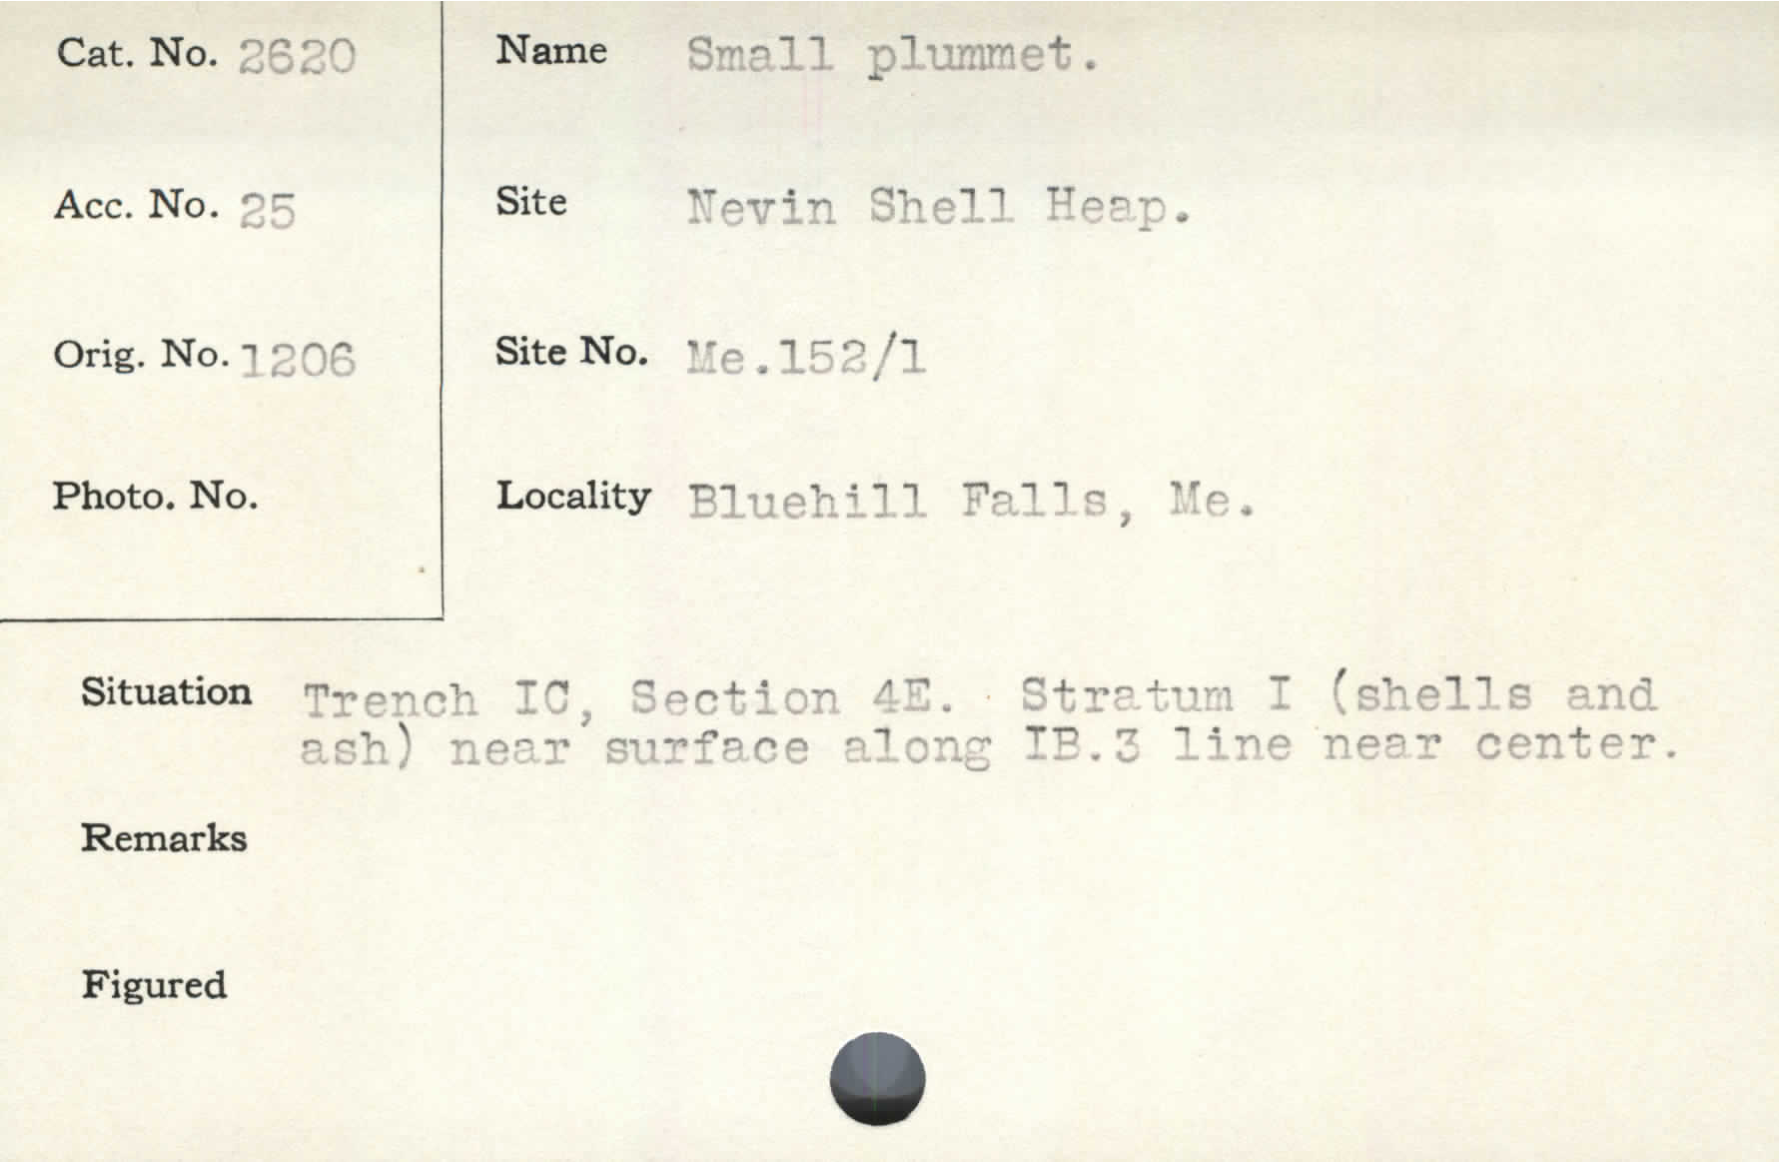 Cat. No. 2620
Name Small plummet.
Acc. No. 25
Site Nevin Shell Heap.
Orig. No. 1206
Site No. Me.152/1
Photo. No.
Locality Bluehill Falls, Me.
Situation Trench IC, Section 4E. Stratum I (shells and
ash) near surface along IB.3 line near center.
Remarks
Figured